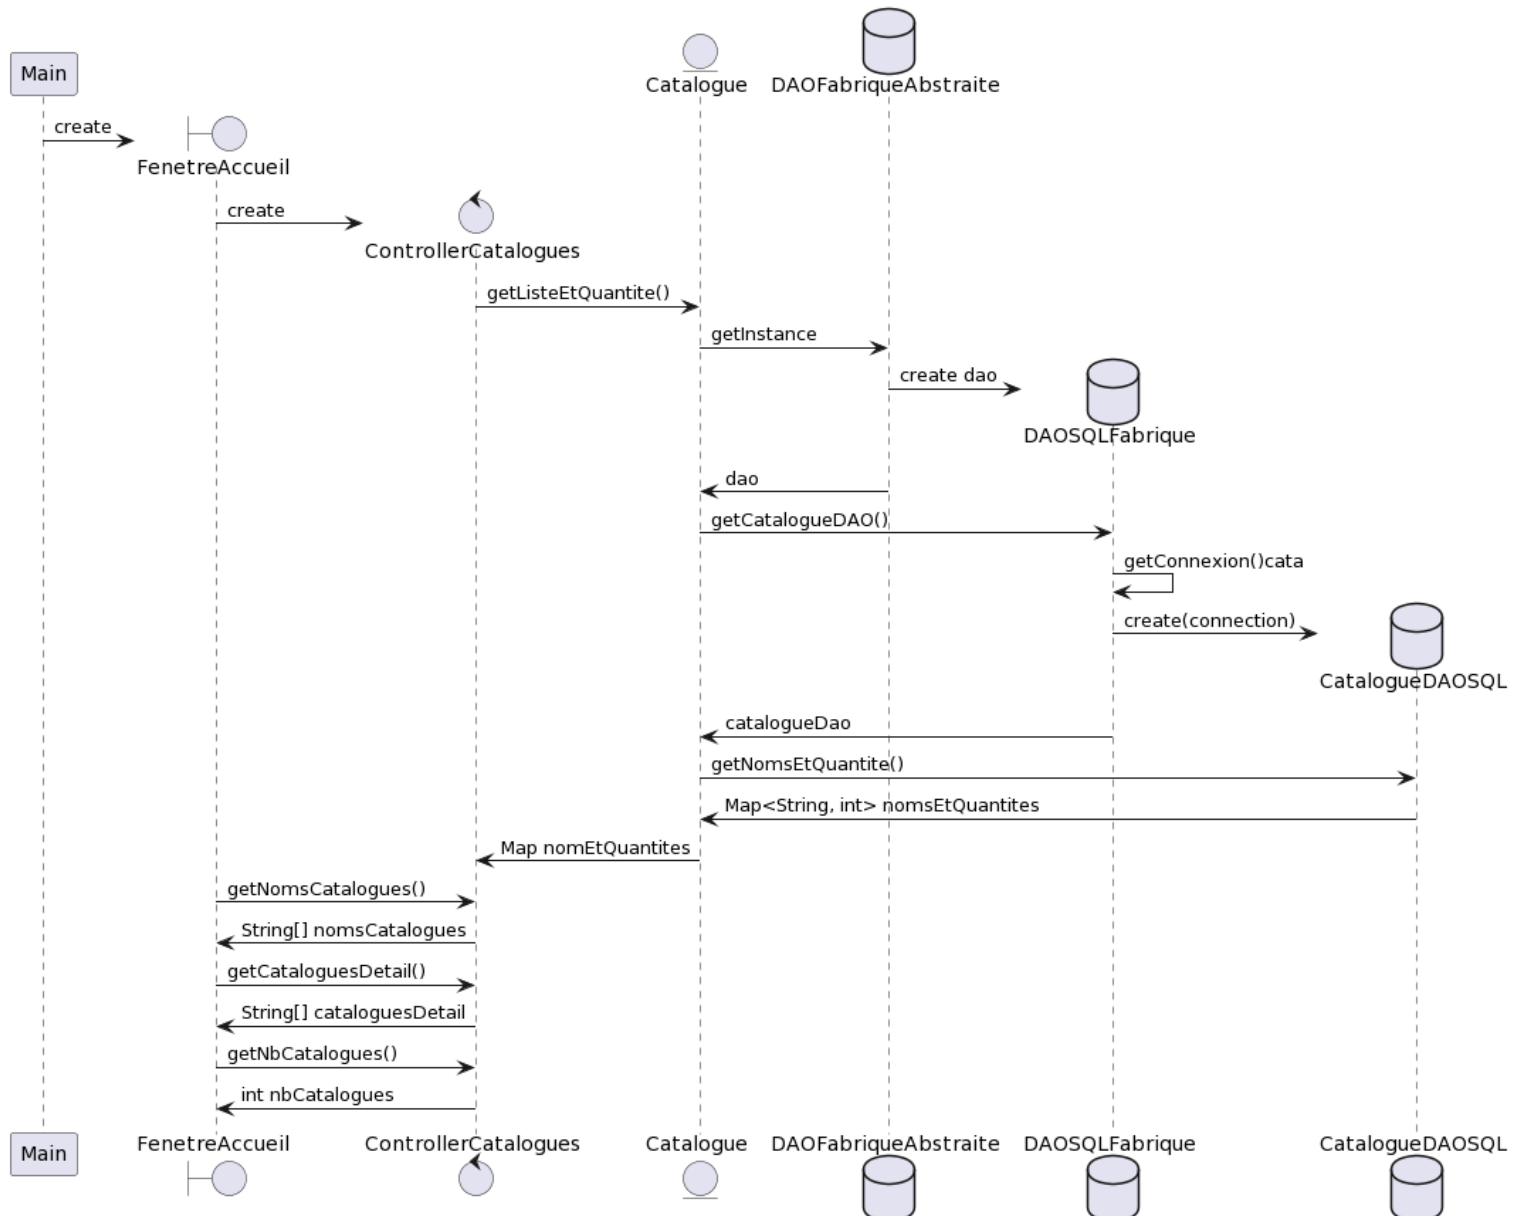 Main
Catalogue
DAOFabriqueAbstraite
create
FenetreAccueil
create
ControllerCatalogues
getListeEtQuantite()
getInstance
create dao
DAOSQLFabrique
dao
getCatalogueDAO()
getConnexion()cata
create(connection)
CatalogueDAOSQL
catalogueDao
getNomsEtQuantite()
Map<String, int> nomsEtQuantites
Map nomEtQuantites
getNomsCatalogues()
String[] nomsCatalogues
getCataloguesDetail()
String[] cataloguesDetail
getNbCatalogues()
int nbCatalogues
Main
FenetreAccueil
ControllerCatalogues
Catalogue
DAOFabriqueAbstraite
DAOSQLFabrique
CatalogueDAOSQL